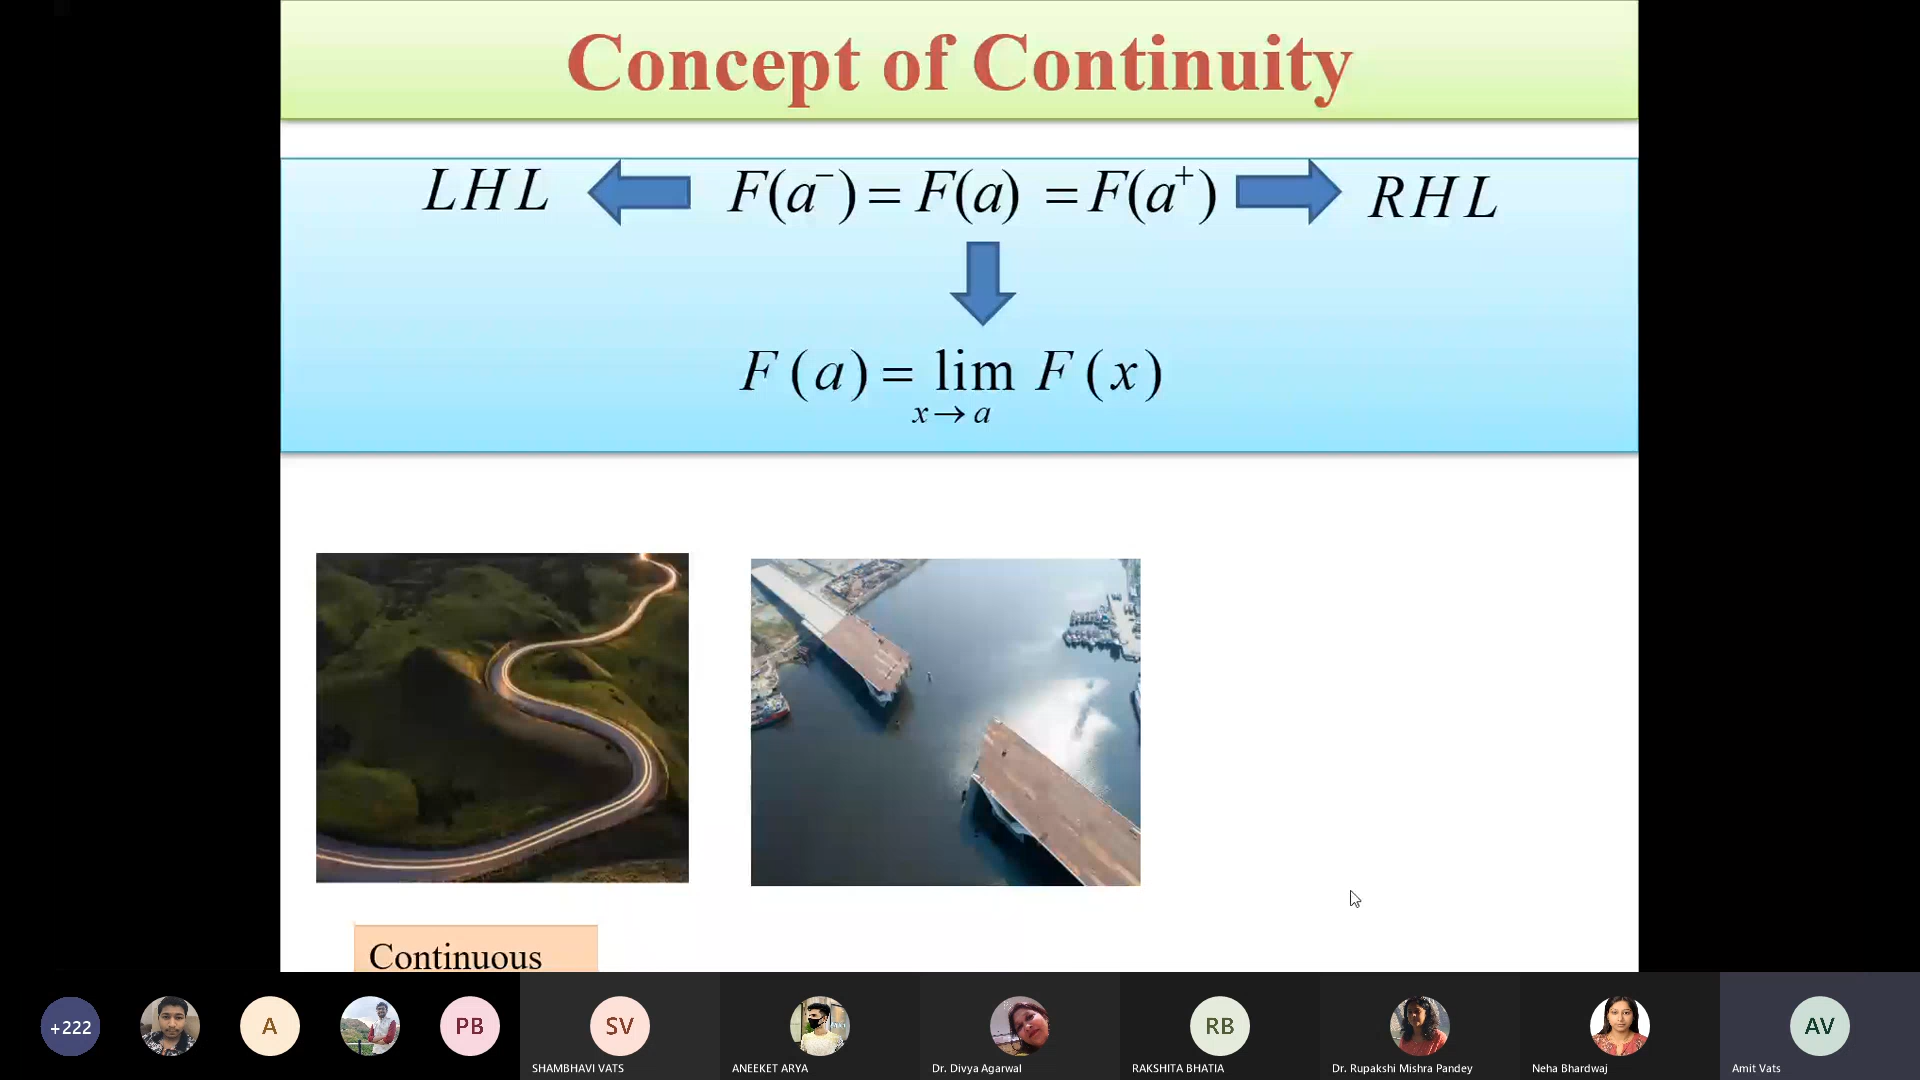 Concept of Continuity
LHL F(a⁻) = F(a) = F(a⁺) RHL
F(a) = lim F(x)
x→a
Continuous
+222
A
PB
SV
RB
AV
SHAMBHAVI VATS
ANEEKET ARYA
Dr. Divya Agarwal
RAKSHITA BHATIA
Dr. Rupakshi Mishra Pandey
Neha Bhardwaj
Amit Vats